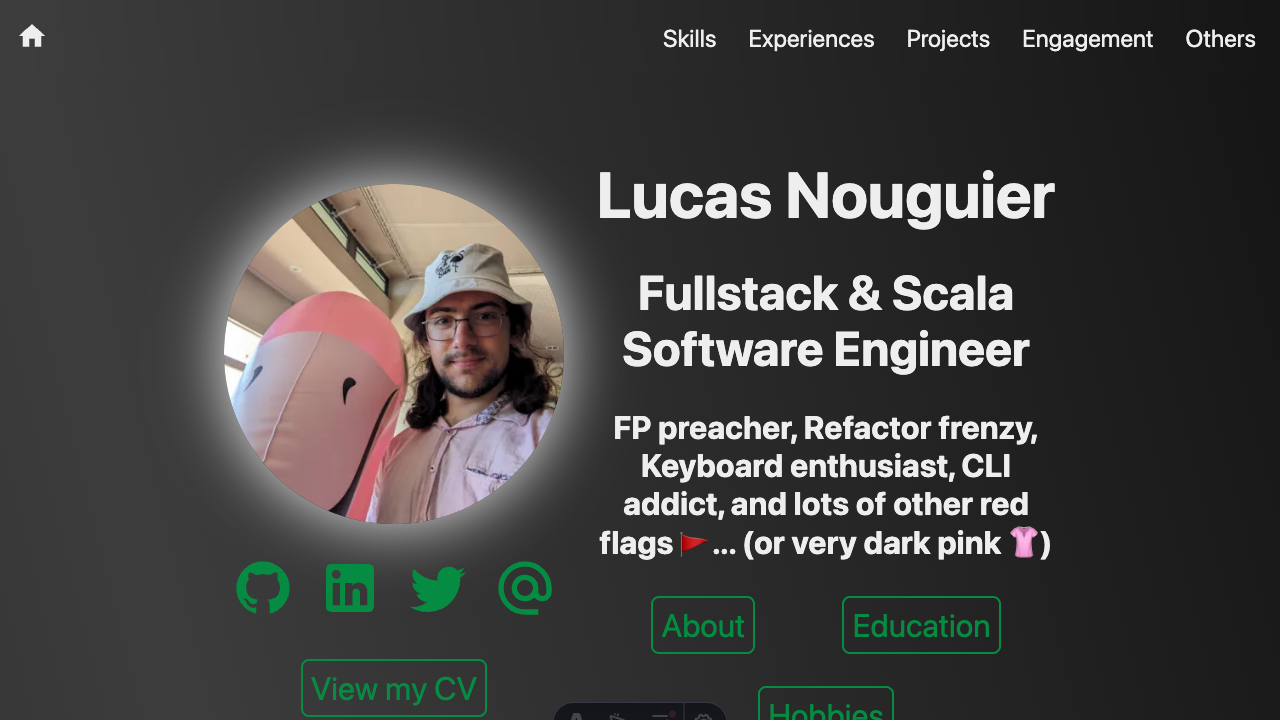 Skills Experiences Projects Engagement Others
Lucas Nouguier
Fullstack & Scala
Software Engineer
FP preacher, Refactor frenzy,
Keyboard enthusiast, CLI
addict, and lots of other red
flags 🚩... (or very dark pink 👚)
About Education
View my CV
Hobbies